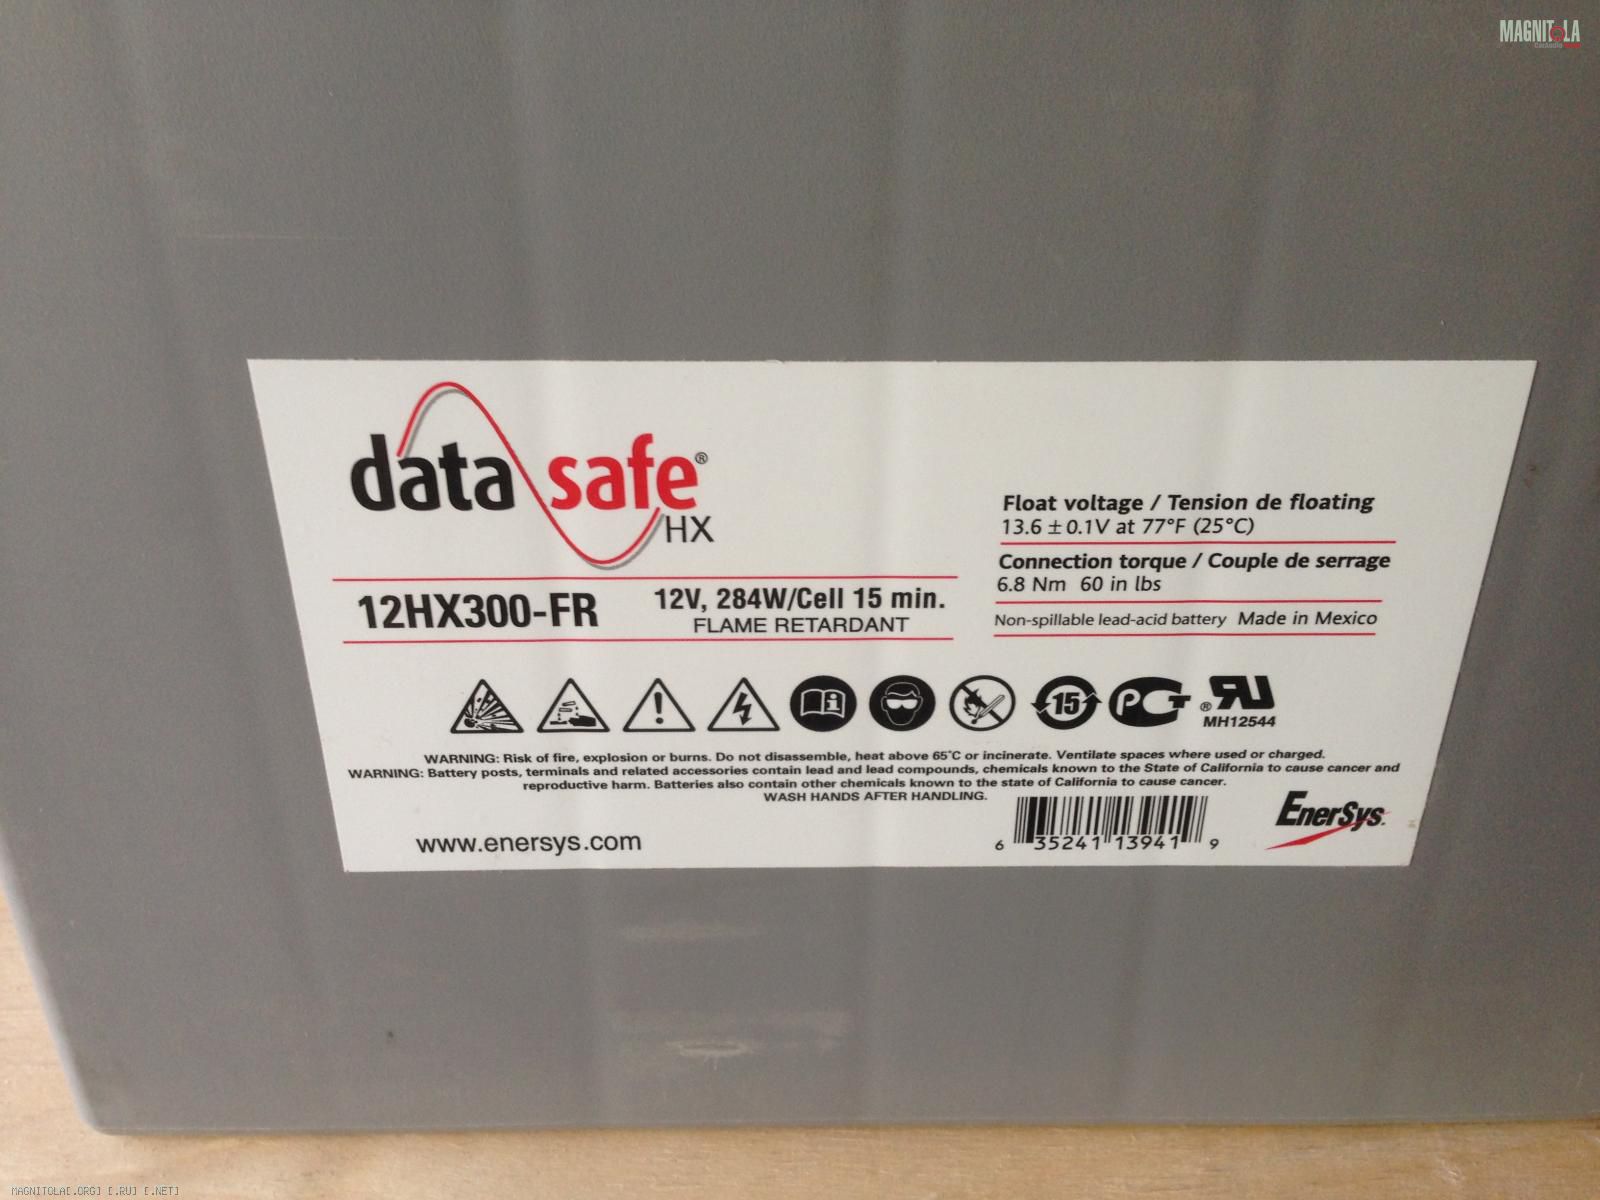 MAGNITOLA
data safe®
HX
12HX300-FR
12V, 284W/Cell 15 min.
FLAME RETARDANT
Float voltage / Tension de floating
13.6 ± 0.1V at 77°F (25°C)
Connection torque / Couple de serrage
6.8 Nm 60 in lbs
Non-spillable lead-acid battery Made in Mexico
15
®
MH12544
WARNING: Risk of fire, explosion or burns. Do not disassemble, heat above 65°C or incinerate. Ventilate spaces where used or charged.
WARNING: Battery posts, terminals and related accessories contain lead and lead compounds, chemicals known to the State of California to cause cancer and
reproductive harm. Batteries also contain other chemicals known to the state of California to cause cancer.
WASH HANDS AFTER HANDLING.
www.enersys.com
6 35241 13941 9
EnerSys.
MAGNITOLA[.ORG] [.RU] [.NET]